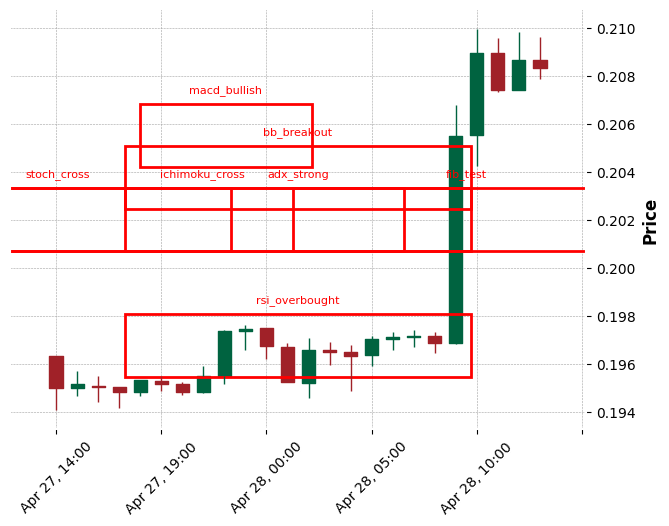 0.210
0.208
macd_bullish
0.206
bb_breakout
0.204
stoch_cross
ichimoku_cross
adx_strong
0.202
Price
0.200
rsi_overbought
0.198
0.196
0.194
Apr 27, 14:00
Apr 27, 19:00
Apr 28, 00:00
Apr 28, 05:00
Apr 28, 10:00